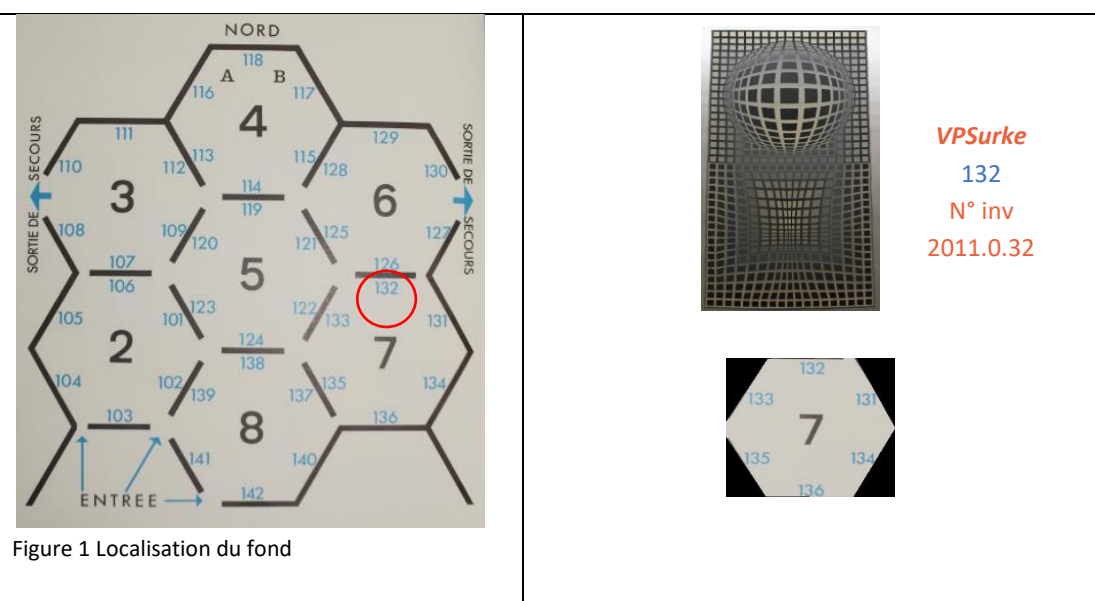 NORD
118
A B
116 117
4
111 129
SORTIE DE SECOURS
SORTIE DE SECOURS
110 112 113 115 128 130
3 114 6
119
108 109 120 121 125 127
107 5 126
106 132
105 101 123 122 133 131
2 124 7
138
104 102 139 137 135 134
103 8 136
141 140
ENTREE 142
Figure 1 Localisation du fond
VPSurke
132
N° inv
2011.0.32
132
133 131
7
135 134
136